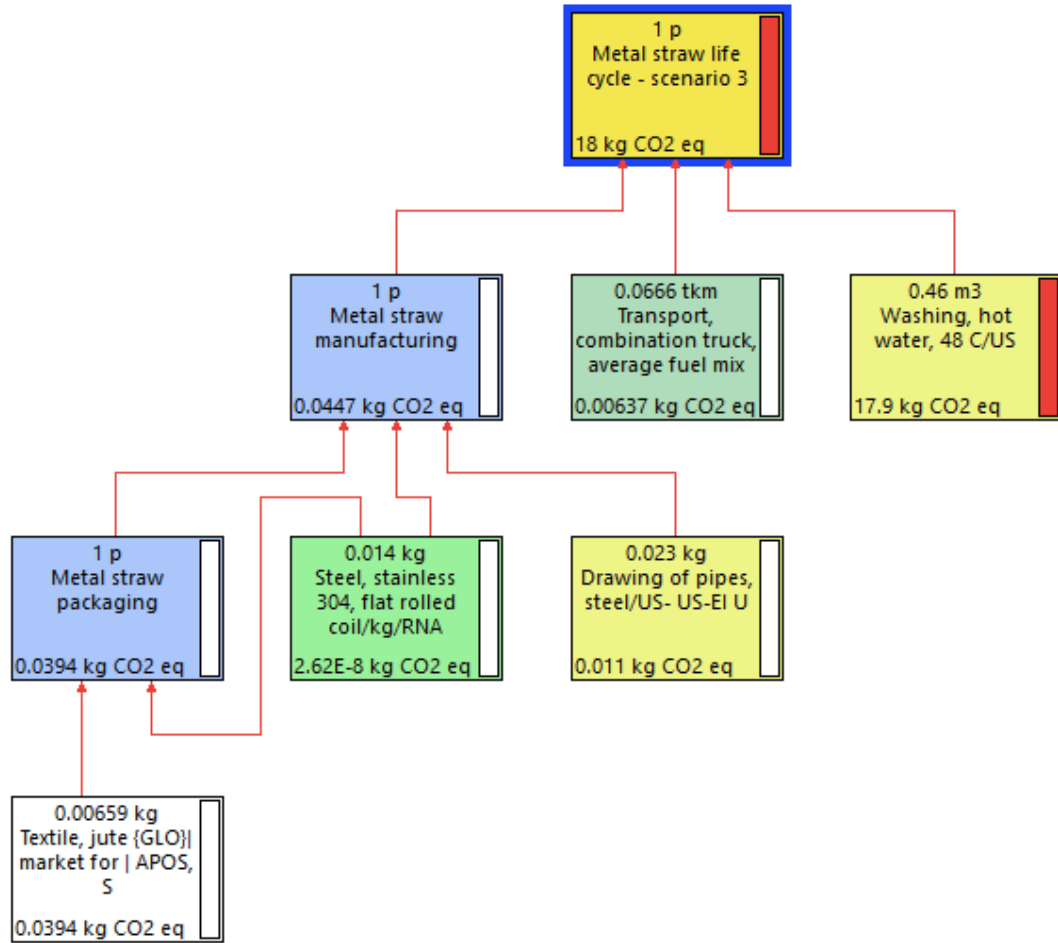 1 p
Metal straw life
cycle - scenario 3
18 kg CO2 eq
1 p
Metal straw
manufacturing
0.0447 kg CO2 eq
0.0666 tkm
Transport,
combination truck,
average fuel mix
0.00637 kg CO2 eq
0.46 m3
Washing, hot
water, 48 C/US
17.9 kg CO2 eq
1 p
Metal straw
packaging
0.0394 kg CO2 eq
0.014 kg
Steel, stainless
304, flat rolled
coil/kg/RNA
2.62E-8 kg CO2 eq
0.023 kg
Drawing of pipes,
steel/US- US-EI U
0.011 kg CO2 eq
0.00659 kg
Textile, jute {GLO}|
market for | APOS,
S
0.0394 kg CO2 eq